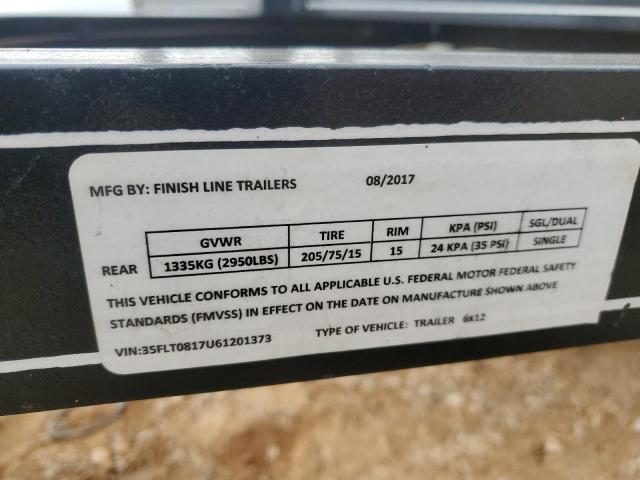 MFG BY: FINISH LINE TRAILERS 08/2017
GVWR TIRE RIM KPA (PSI) SGL/DUAL
REAR 1335KG (2950LBS) 205/75/15 15 24 KPA (35 PSI) SINGLE
THIS VEHICLE CONFORMS TO ALL APPLICABLE U.S. FEDERAL MOTOR FEDERAL SAFETY
STANDARDS (FMVSS) IN EFFECT ON THE DATE ON MANUFACTURE SHOWN ABOVE
VIN:35FLT0817U61201373 TYPE OF VEHICLE: TRAILER 6x12